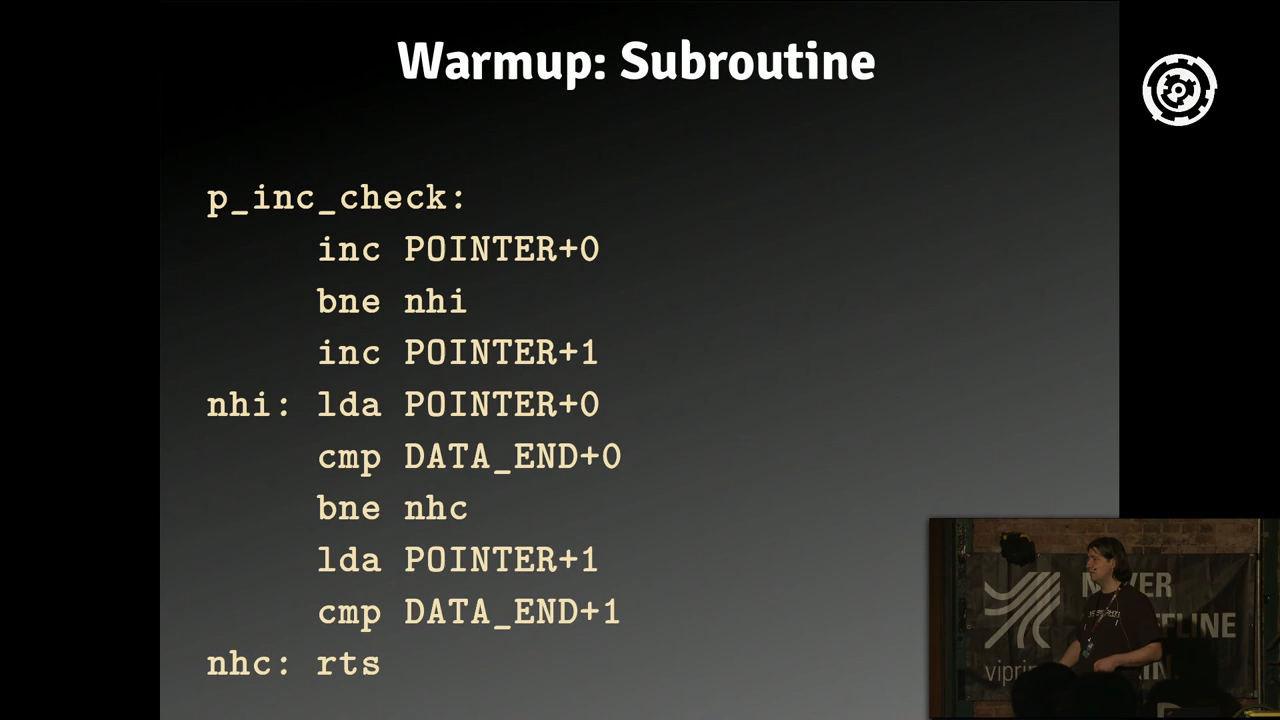 Warmup: Subroutine
p_inc_check:
inc POINTER+0
bne nhi
inc POINTER+1
nhi: lda POINTER+0
cmp DATA_END+0
bne nhc
lda POINTER+1
cmp DATA_END+1
nhc: rts